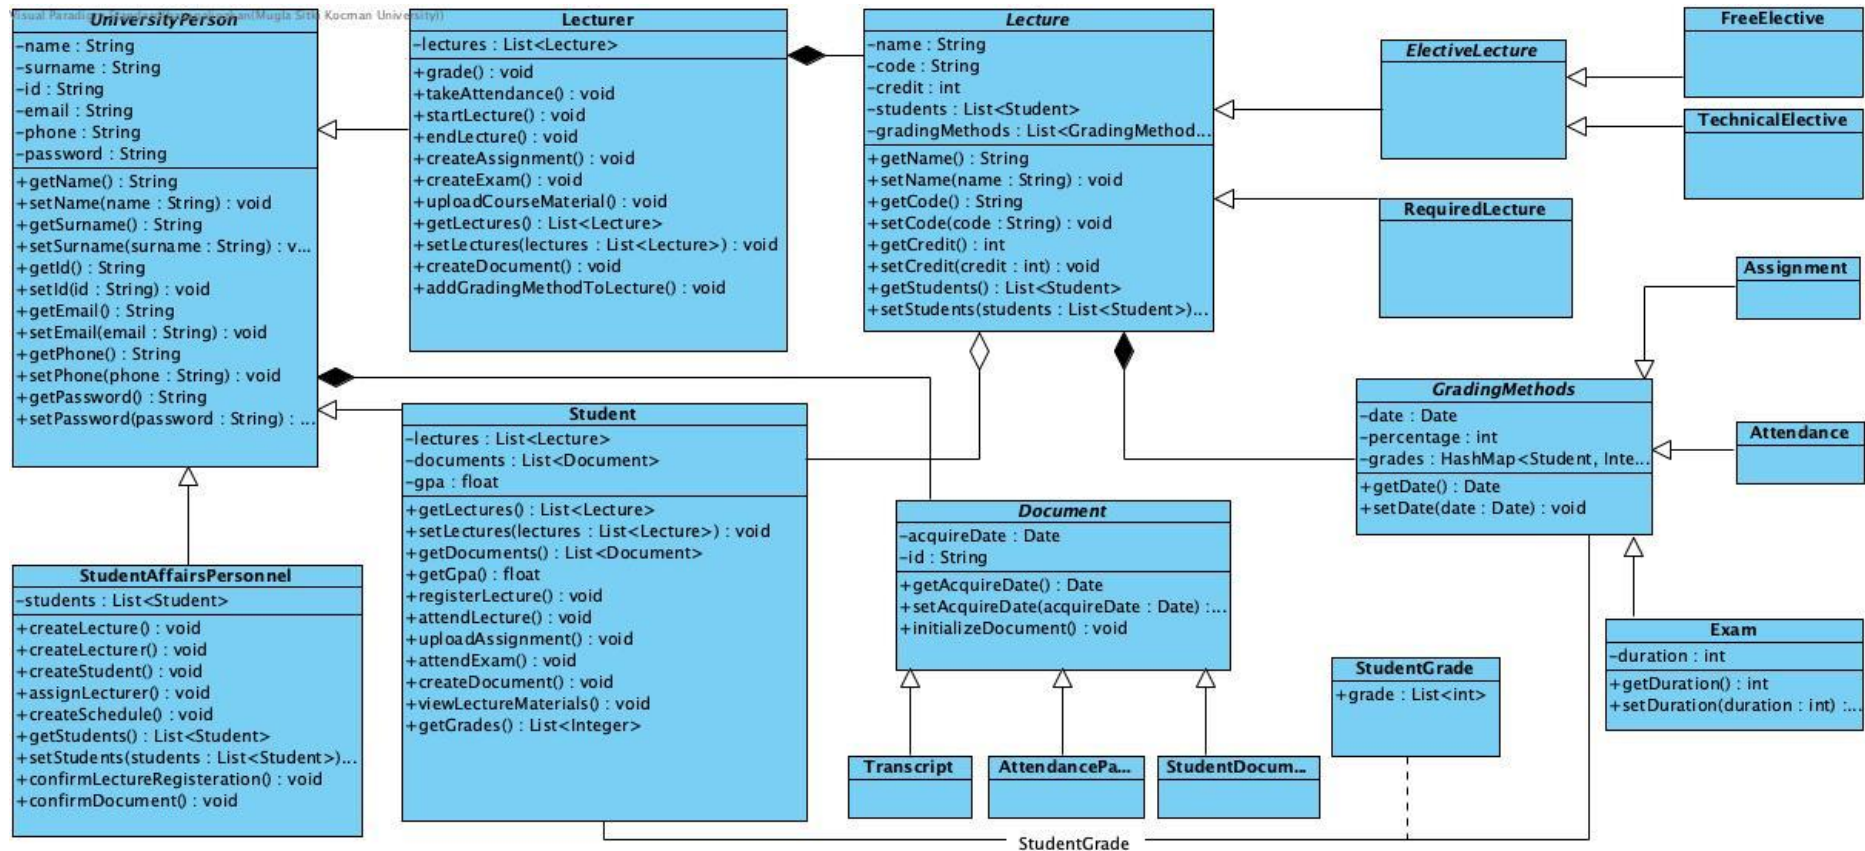 Visual Paradigm Standard (Mugla Sitki Kocman University)
UniversityPerson
-name : String
-surname : String
-id : String
-email : String
-phone : String
-password : String
+getName() : String
+setName(name : String) : void
+getSurname() : String
+setSurname(surname : String) : v...
+getId() : String
+setId(id : String) : void
+getEmail() : String
+setEmail(email : String) : void
+getPhone() : String
+setPhone(phone : String) : void
+getPassword() : String
+setPassword(password : String) : ...
Lecturer
-lectures : List<Lecture>
+grade() : void
+takeAttendance() : void
+startLecture() : void
+endLecture() : void
+createAssignment() : void
+createExam() : void
+uploadCourseMaterial() : void
+getLectures() : List<Lecture>
+setLectures(lectures : List<Lecture>) : void
+createDocument() : void
+addGradingMethodToLecture() : void
Lecture
-name : String
-code : String
-credit : int
-students : List<Student>
-gradingMethods : List<GradingMethod...
+getName() : String
+setName(name : String) : void
+getCode() : String
+setCode(code : String) : void
+getCredit() : int
+setCredit(credit : int) : void
+getStudents() : List<Student>
+setStudents(students : List<Student>)...
ElectiveLecture
FreeElective
TechnicalElective
RequiredLecture
Assignment
GradingMethods
-date : Date
-percentage : int
-grades : HashMap<Student, Inte...
+getDate() : Date
+setDate(date : Date) : void
Attendance
Student
-lectures : List<Lecture>
-documents : List<Document>
-gpa : float
+getLectures() : List<Lecture>
+setLectures(lectures : List<Lecture>) : void
+getDocuments() : List<Document>
+getGpa() : float
+registerLecture() : void
+attendLecture() : void
+uploadAssignment() : void
+attendExam() : void
+createDocument() : void
+viewLectureMaterials() : void
+getGrades() : List<Integer>
Document
-acquireDate : Date
-id : String
+getAcquireDate() : Date
+setAcquireDate(acquireDate : Date) :...
+initializeDocument() : void
StudentAffairsPersonnel
-students : List<Student>
+createLecture() : void
+createLecturer() : void
+createStudent() : void
+assignLecturer() : void
+createSchedule() : void
+getStudents() : List<Student>
+setStudents(students : List<Student>)...
+confirmLectureRegisteration() : void
+confirmDocument() : void
Exam
-duration : int
+getDuration() : int
+setDuration(duration : int) :...
StudentGrade
+grade : List<int>
Transcript
AttendancePa...
StudentDocum...
StudentGrade